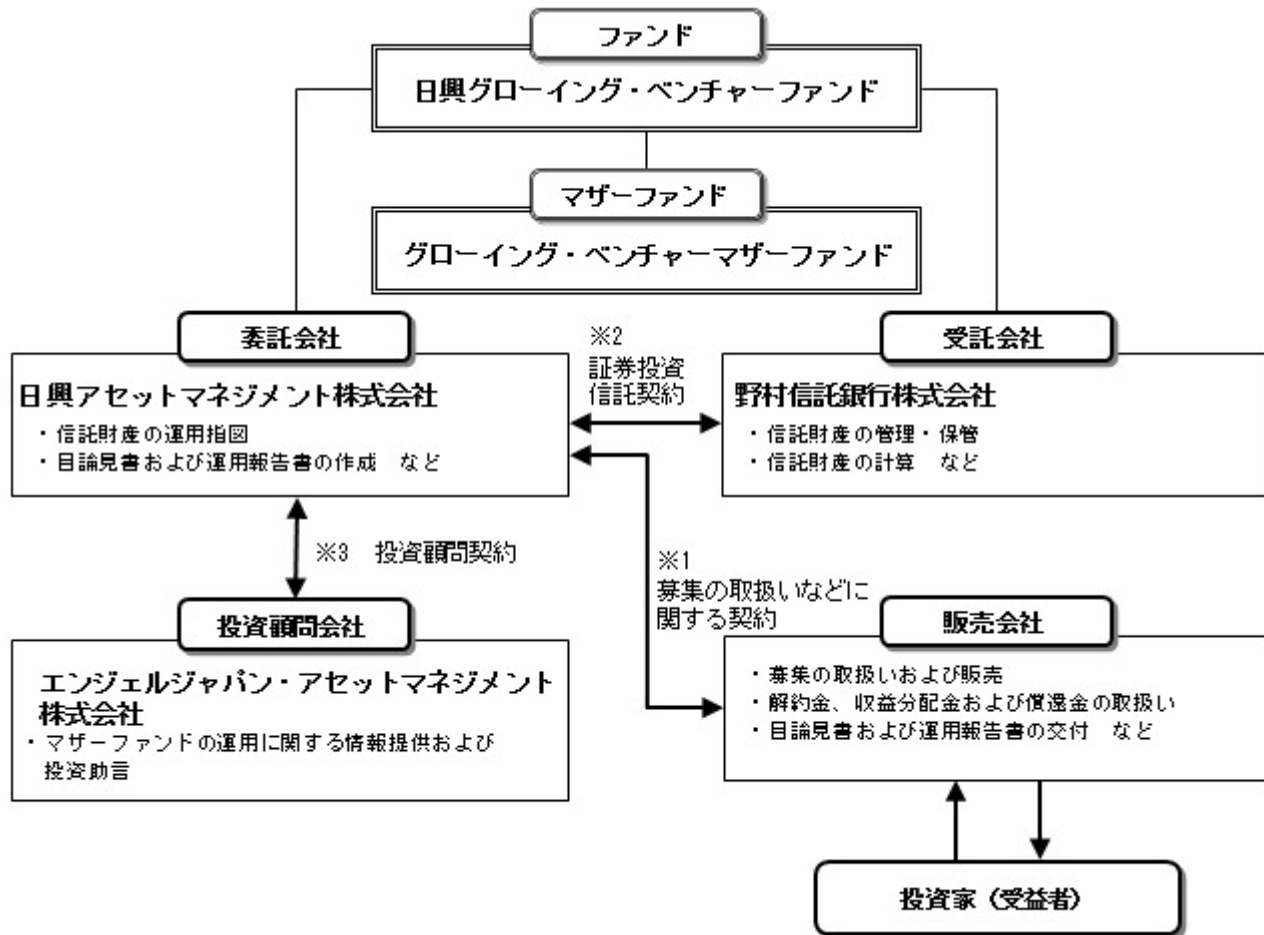 ファンド
日興グローイング・ベンチャーファンド
マザーファンド
グローイング・ベンチャーマザーファンド
委託会社
日興アセットマネジメント株式会社
・信託財産の運用指図
・目論見書および運用報告書の作成　など
※2
証券投資
信託契約
受託会社
野村信託銀行株式会社
・信託財産の管理・保管
・信託財産の計算　など
※3　投資顧問契約
※1
募集の取扱いなどに
関する契約
投資顧問会社
エンジェルジャパン・アセットマネジメント
株式会社
・マザーファンドの運用に関する情報提供および
投資助言
販売会社
・募集の取扱いおよび販売
・解約金、収益分配金および償還金の取扱い
・目論見書および運用報告書の交付　など
投資家（受益者）